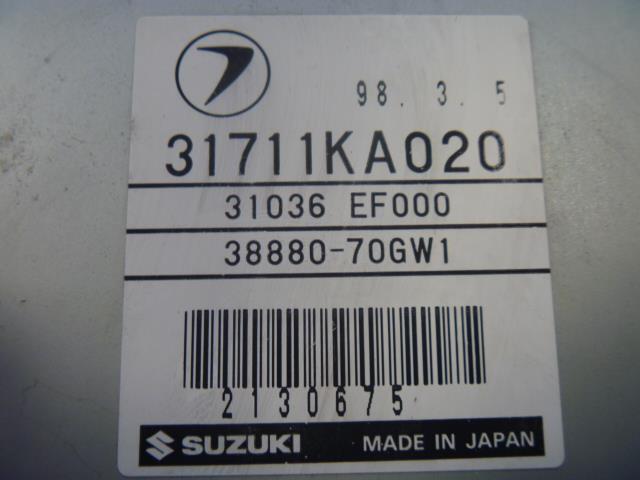 98. 3. 5
31711KA020
31036 EF000
38880-70GW1
2130675
SUZUKI MADE IN JAPAN